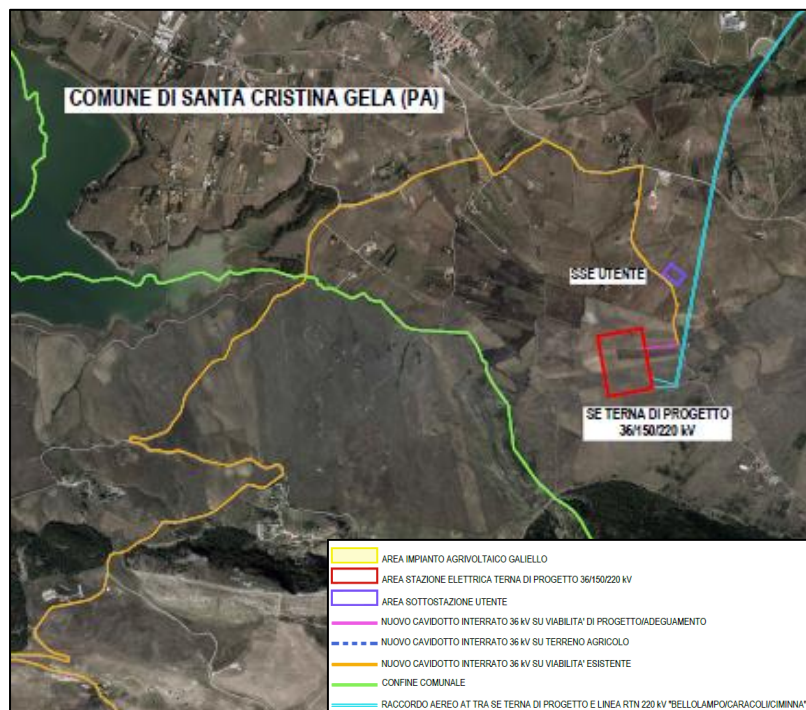 COMUNE DI SANTA CRISTINA GELA (PA)
SSE UTENTE
SE TERNA DI PROGETTO
36/150/220 kV
AREA IMPIANTO AGRIVOLTAICO GALIELLO
AREA STAZIONE ELETTRICA TERNA DI PROGETTO 36/150/220 kV
AREA SOTTOSTAZIONE UTENTE
NUOVO CAVIDOTTO INTERRATO 36 kV SU VIABILITA' DI PROGETTO/ADEGUAMENTO
NUOVO CAVIDOTTO INTERRATO 36 kV SU TERRENO AGRICOLO
NUOVO CAVIDOTTO INTERRATO 36 kV SU VIABILITA' ESISTENTE
CONFINE COMUNALE
RACCORDO AEREO AT TRA SE TERNA DI PROGETTO E LINEA RTN 220 kV "BELLOLAMPO/CARACOLI/CIMINNA"